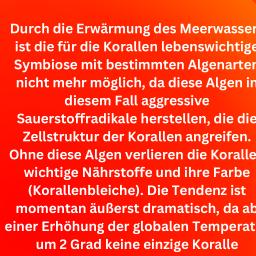 Durch die Erwärmung des Meerwassers
ist die für die Korallen lebenswichtige
Symbiose mit bestimmten Algenarten
nicht mehr möglich, da diese Algen in
diesem Fall aggressive
Sauerstoffradikale herstellen, die die
Zellstruktur der Korallen angreifen.
Ohne diese Algen verlieren die Korallen
wichtige Nährstoffe und ihre Farbe
(Korallenbleiche). Die Tendenz ist
momentan äußerst dramatisch, da ab
einer Erhöhung der globalen Temperatur
um 2 Grad keine einzige Koralle